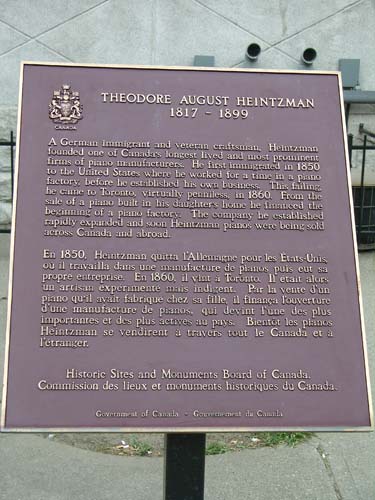 CANADA
THEODORE AUGUST HEINTZMAN
1817 - 1899
A German immigrant and veteran craftsman, Heintzman
founded one of Canada's longest lived and most prominent
firms of piano manufacturers. He first immigrated in 1850
to the United States where he worked for a time in a piano
factory, before he established his own business. This failing,
he came to Toronto, virtually penniless, in 1860. From the
sale of a piano built in his daughter's home he financed the
beginning of a piano factory. The company he established
rapidly expanded and soon Heintzman pianos were being sold
across Canada and abroad.
En 1850, Heintzman quitta l'Allemagne pour les États-Unis,
où il travailla dans une manufacture de pianos, puis eut sa
propre entreprise. En 1860, il vint à Toronto. Il était alors
un artisan expérimenté mais indigent. Par la vente d'un
piano qu'il avait fabriqué chez sa fille, il finança l'ouverture
d'une manufacture de pianos, qui devint l'une des plus
importantes et des plus actives au pays. Bientôt les pianos
Heintzman se vendirent à travers tout le Canada et à
l'étranger.
Historic Sites and Monuments Board of Canada.
Commission des lieux et monuments historiques du Canada.
Government of Canada - Gouvernement du Canada